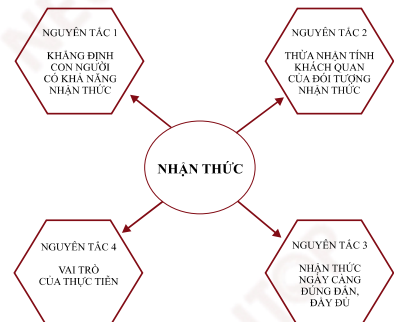 NGUYÊN TẮC 1
KHẲNG ĐỊNH
CON NGƯỜI
CÓ KHẢ NĂNG
NHẬN THỨC
NGUYÊN TẮC 2
THỪA NHẬN TÍNH
KHÁCH QUAN
CỦA ĐỐI TƯỢNG
NHẬN THỨC
NHẬN THỨC
NGUYÊN TẮC 4
VAI TRÒ
CỦA THỰC TIỄN
NGUYÊN TẮC 3
NHẬN THỨC
NGÀY CÀNG
ĐÚNG ĐẮN,
ĐẦY ĐỦ